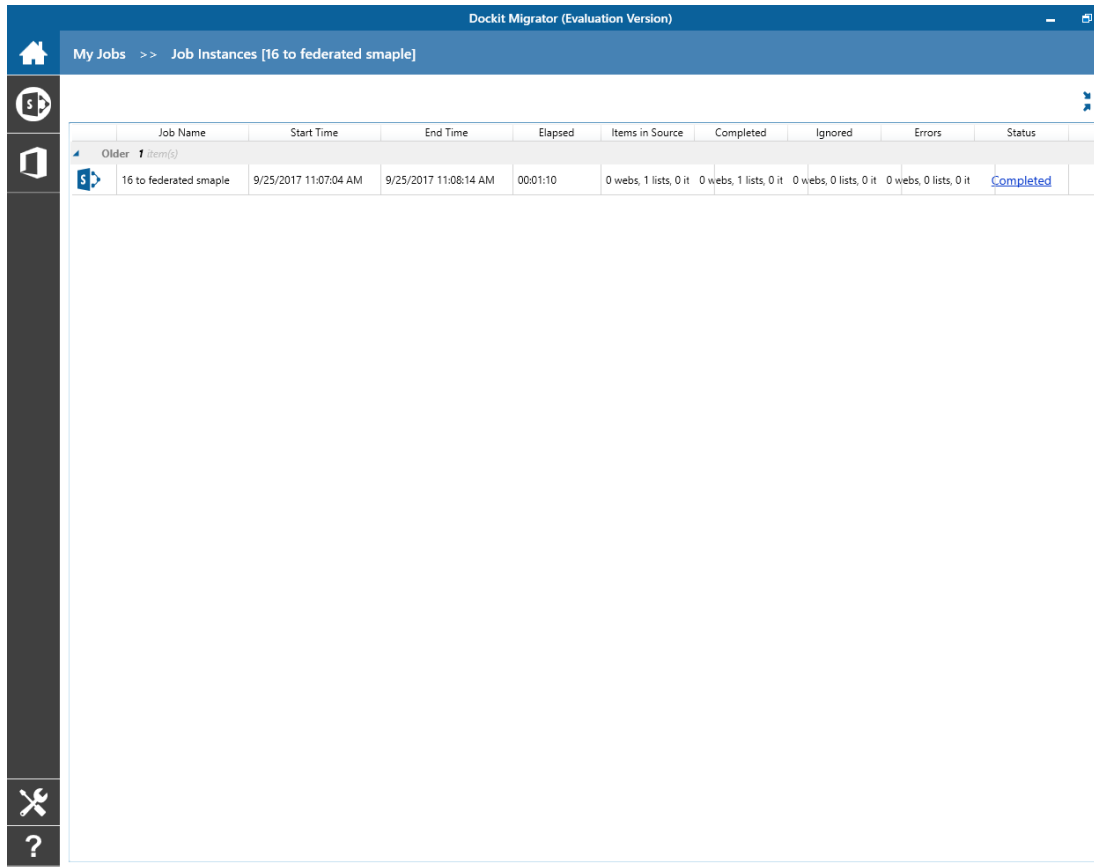 Dockit Migrator (Evaluation Version)
My Jobs >> Job Instances [16 to federated smaple]
S
Job Name Start Time End Time Elapsed Items in Source Completed Ignored Errors Status
Older 1 item(s)
S 16 to federated smaple 9/25/2017 11:07:04 AM 9/25/2017 11:08:14 AM 00:01:10 0 webs, 1 lists, 0 it 0 webs, 1 lists, 0 it 0 webs, 0 lists, 0 it 0 webs, 0 lists, 0 it Completed
?